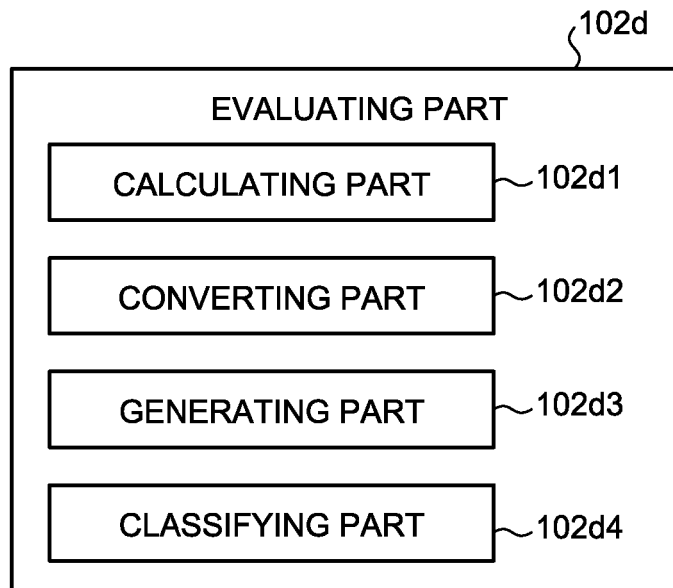 102d
EVALUATING PART
CALCULATING PART
102d1
CONVERTING PART
102d2
GENERATING PART
102d3
CLASSIFYING PART
102d4